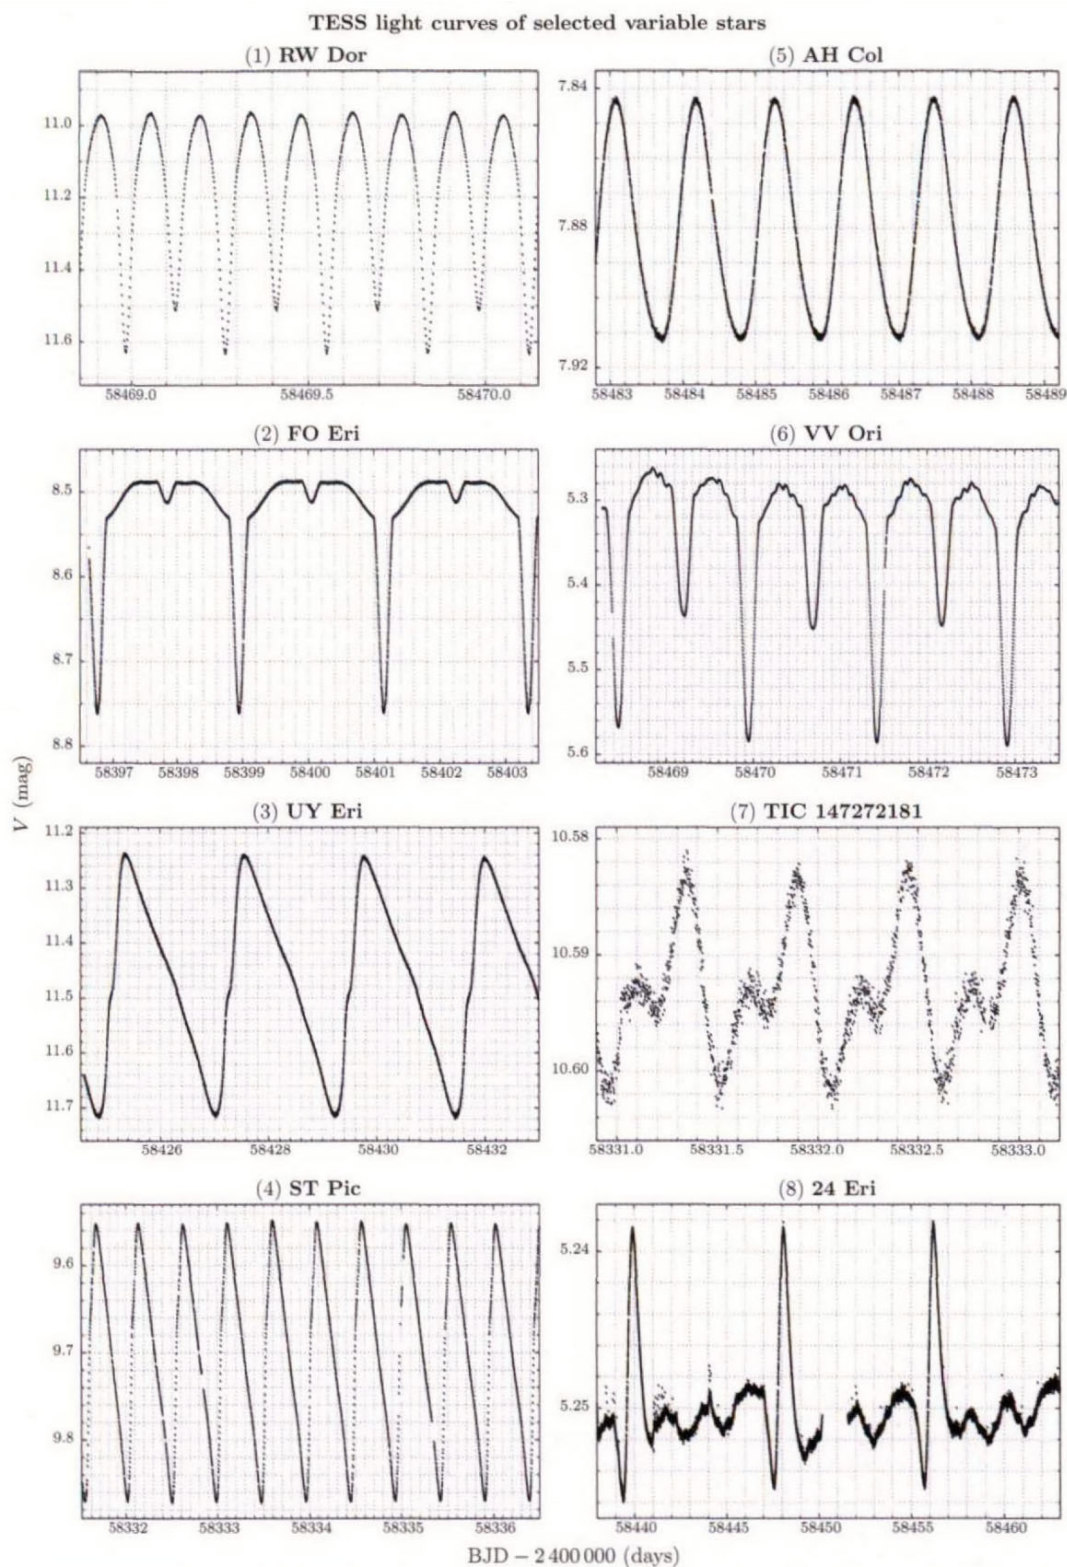 TESS light curves of selected variable stars
(1) RW Dor
11.0
11.2
11.4
11.6
58469.0 58469.5 58470.0
(5) AH Col
7.84
7.88
7.92
58483 58484 58485 58486 58487 58488 58489
(2) FO Eri
8.5
8.6
8.7
8.8
58397 58398 58399 58400 58401 58402 58403
(6) VV Ori
5.3
5.4
5.5
5.6
58469 58470 58471 58472 58473
V (mag)
(3) UY Eri
11.2
11.3
11.4
11.5
11.6
11.7
58426 58428 58430 58432
(7) TIC 147272181
10.58
10.59
10.60
58331.0 58331.5 58332.0 58332.5 58333.0
(4) ST Pic
9.6
9.7
9.8
58332 58333 58334 58335 58336
(8) 24 Eri
5.24
5.25
58440 58445 58450 58455 58460
BJD − 2 400 000 (days)